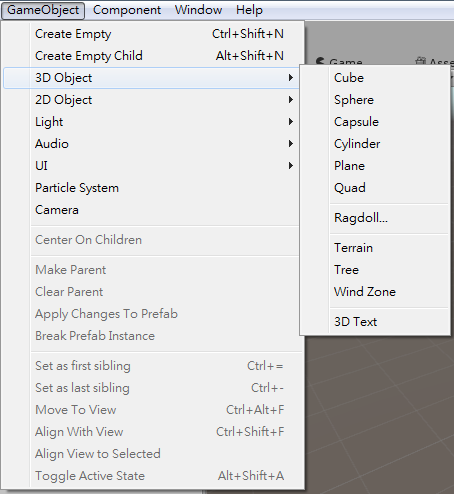 GameObject Component Window Help
Create Empty Ctrl+Shift+N
Create Empty Child Alt+Shift+N
3D Object
2D Object
Light
Audio
UI
Particle System
Camera
Center On Children
Make Parent
Clear Parent
Apply Changes To Prefab
Break Prefab Instance
Set as first sibling Ctrl+=
Set as last sibling Ctrl+-
Move To View Ctrl+Alt+F
Align With View Ctrl+Shift+F
Align View to Selected
Toggle Active State Alt+Shift+A
Game
Cube
Sphere
Capsule
Cylinder
Plane
Quad
Ragdoll...
Terrain
Tree
Wind Zone
3D Text